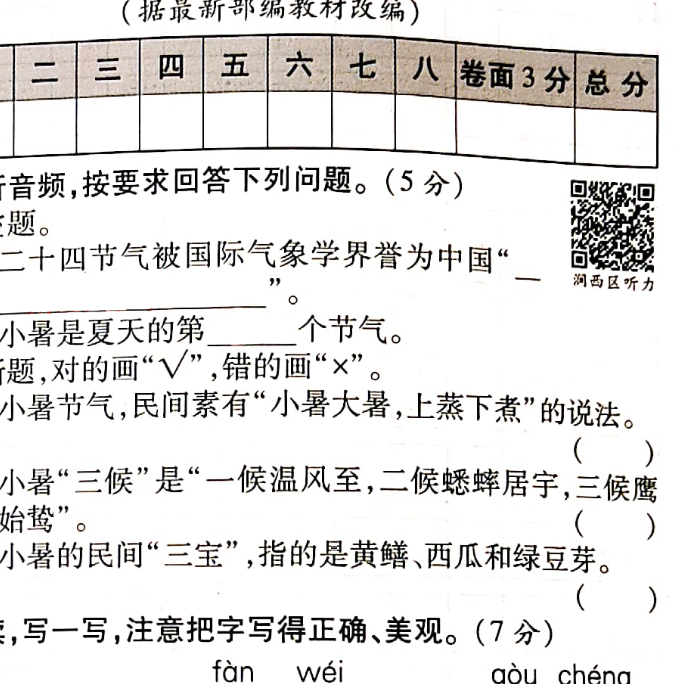 （据最新部编教材改编）
二 三 四 五 六 七 八 卷面3分 总分
听音频，按要求回答下列问题。（5分）
题。
二十四节气被国际气象学界誉为中国“__
______________”。
涧西区听力
小暑是夏天的第______个节气。
题，对的画“√”，错的画“×”。
小暑节气，民间素有“小暑大暑，上蒸下煮”的说法。
（ ）
小暑“三候”是“一候温风至，二候蟋蟀居宇，三候鹰
始鸷”。 （ ）
小暑的民间“三宝”，指的是黄鳝、西瓜和绿豆芽。
（ ）
，写一写，注意把字写得正确、美观。（7分）
fàn wéi gòu chéng